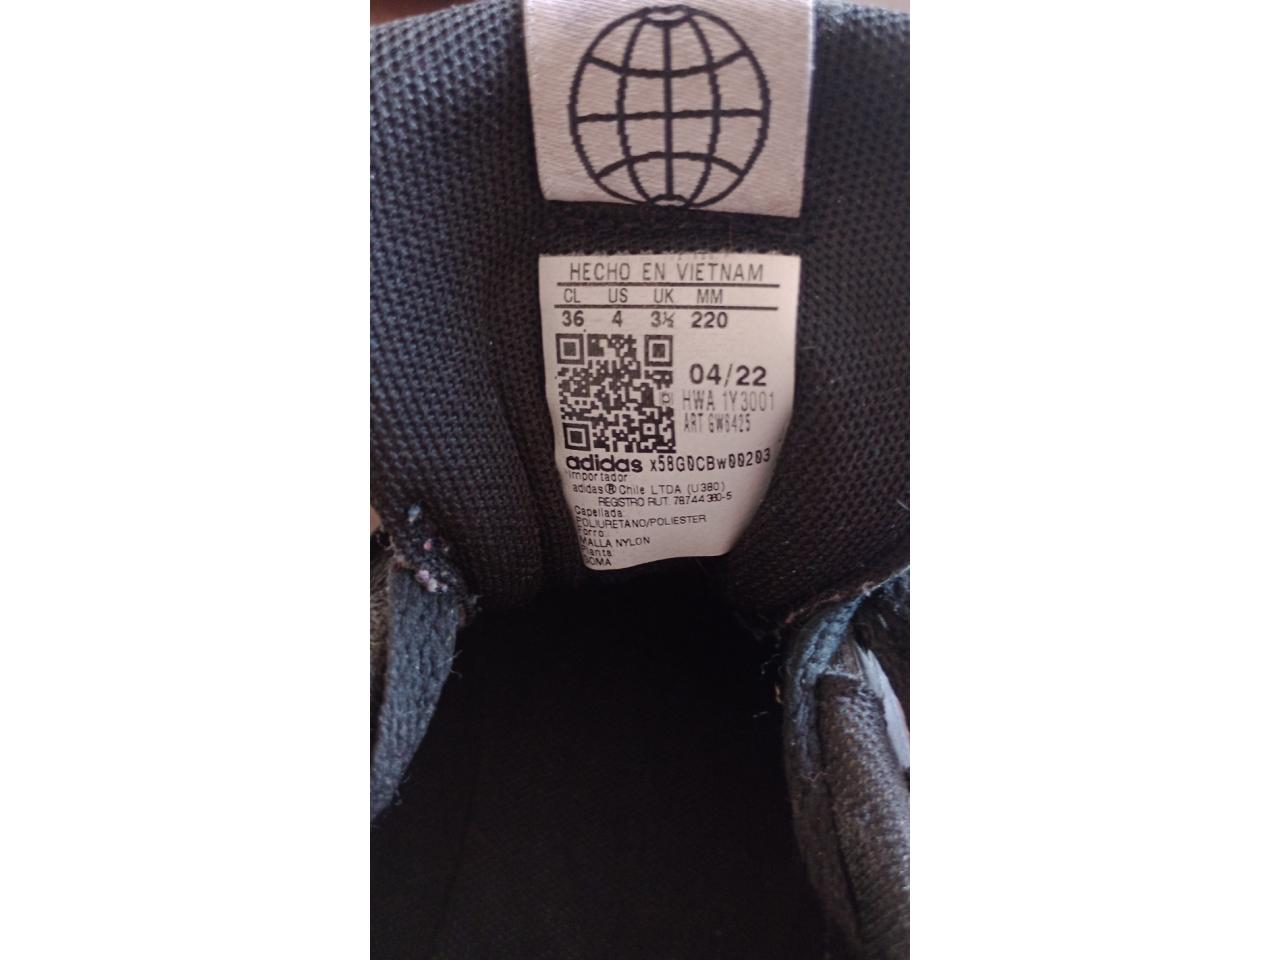 HECHO EN VIETNAM
CL US UK MM
36 4 3½ 220
04/22
HWA 1Y3001
ART GW6425
adidas x58G0CBw00203
Importador
adidas® Chile LTDA (U380)
REGISTRO RUT. 78744380-5
Capellada:
POLIURETANO/POLIESTER
Forro:
MALLA NYLON
Planta:
GOMA